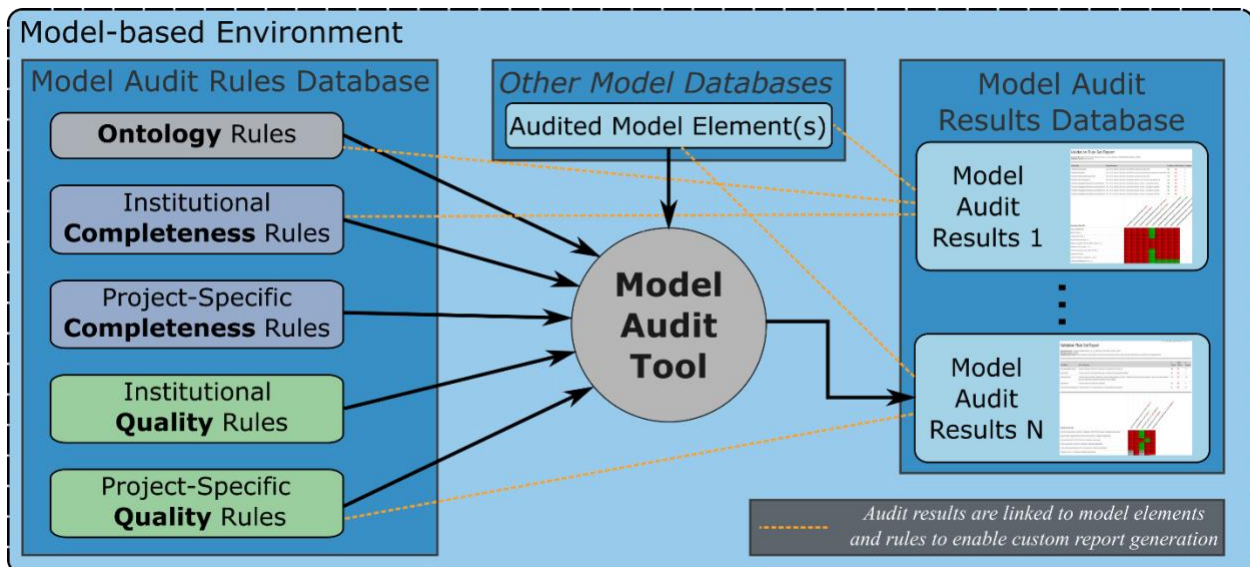 Model-based Environment
Model Audit Rules Database
Ontology Rules
Institutional
Completeness Rules
Project-Specific
Completeness Rules
Institutional
Quality Rules
Project-Specific
Quality Rules
Other Model Databases
Audited Model Element(s)
Model
Audit
Tool
Model Audit
Results Database
Model
Audit
Results 1
Model
Audit
Results N
Audit results are linked to model elements
and rules to enable custom report generation